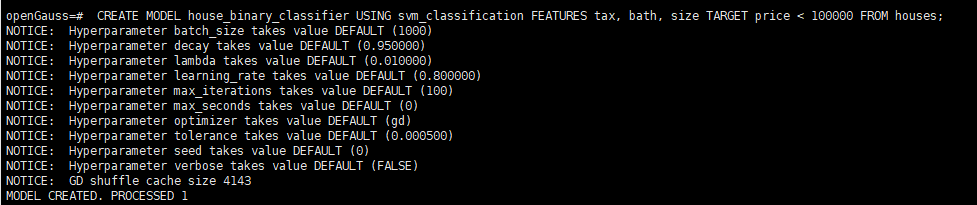 openGauss=#  CREATE MODEL house_binary_classifier USING svm_classification FEATURES tax, bath, size TARGET price < 100000 FROM houses;
NOTICE:  Hyperparameter batch_size takes value DEFAULT (1000)
NOTICE:  Hyperparameter decay takes value DEFAULT (0.950000)
NOTICE:  Hyperparameter lambda takes value DEFAULT (0.010000)
NOTICE:  Hyperparameter learning_rate takes value DEFAULT (0.800000)
NOTICE:  Hyperparameter max_iterations takes value DEFAULT (100)
NOTICE:  Hyperparameter max_seconds takes value DEFAULT (0)
NOTICE:  Hyperparameter optimizer takes value DEFAULT (gd)
NOTICE:  Hyperparameter tolerance takes value DEFAULT (0.000500)
NOTICE:  Hyperparameter seed takes value DEFAULT (0)
NOTICE:  Hyperparameter verbose takes value DEFAULT (FALSE)
NOTICE:  GD shuffle cache size 4143
MODEL CREATED. PROCESSED 1